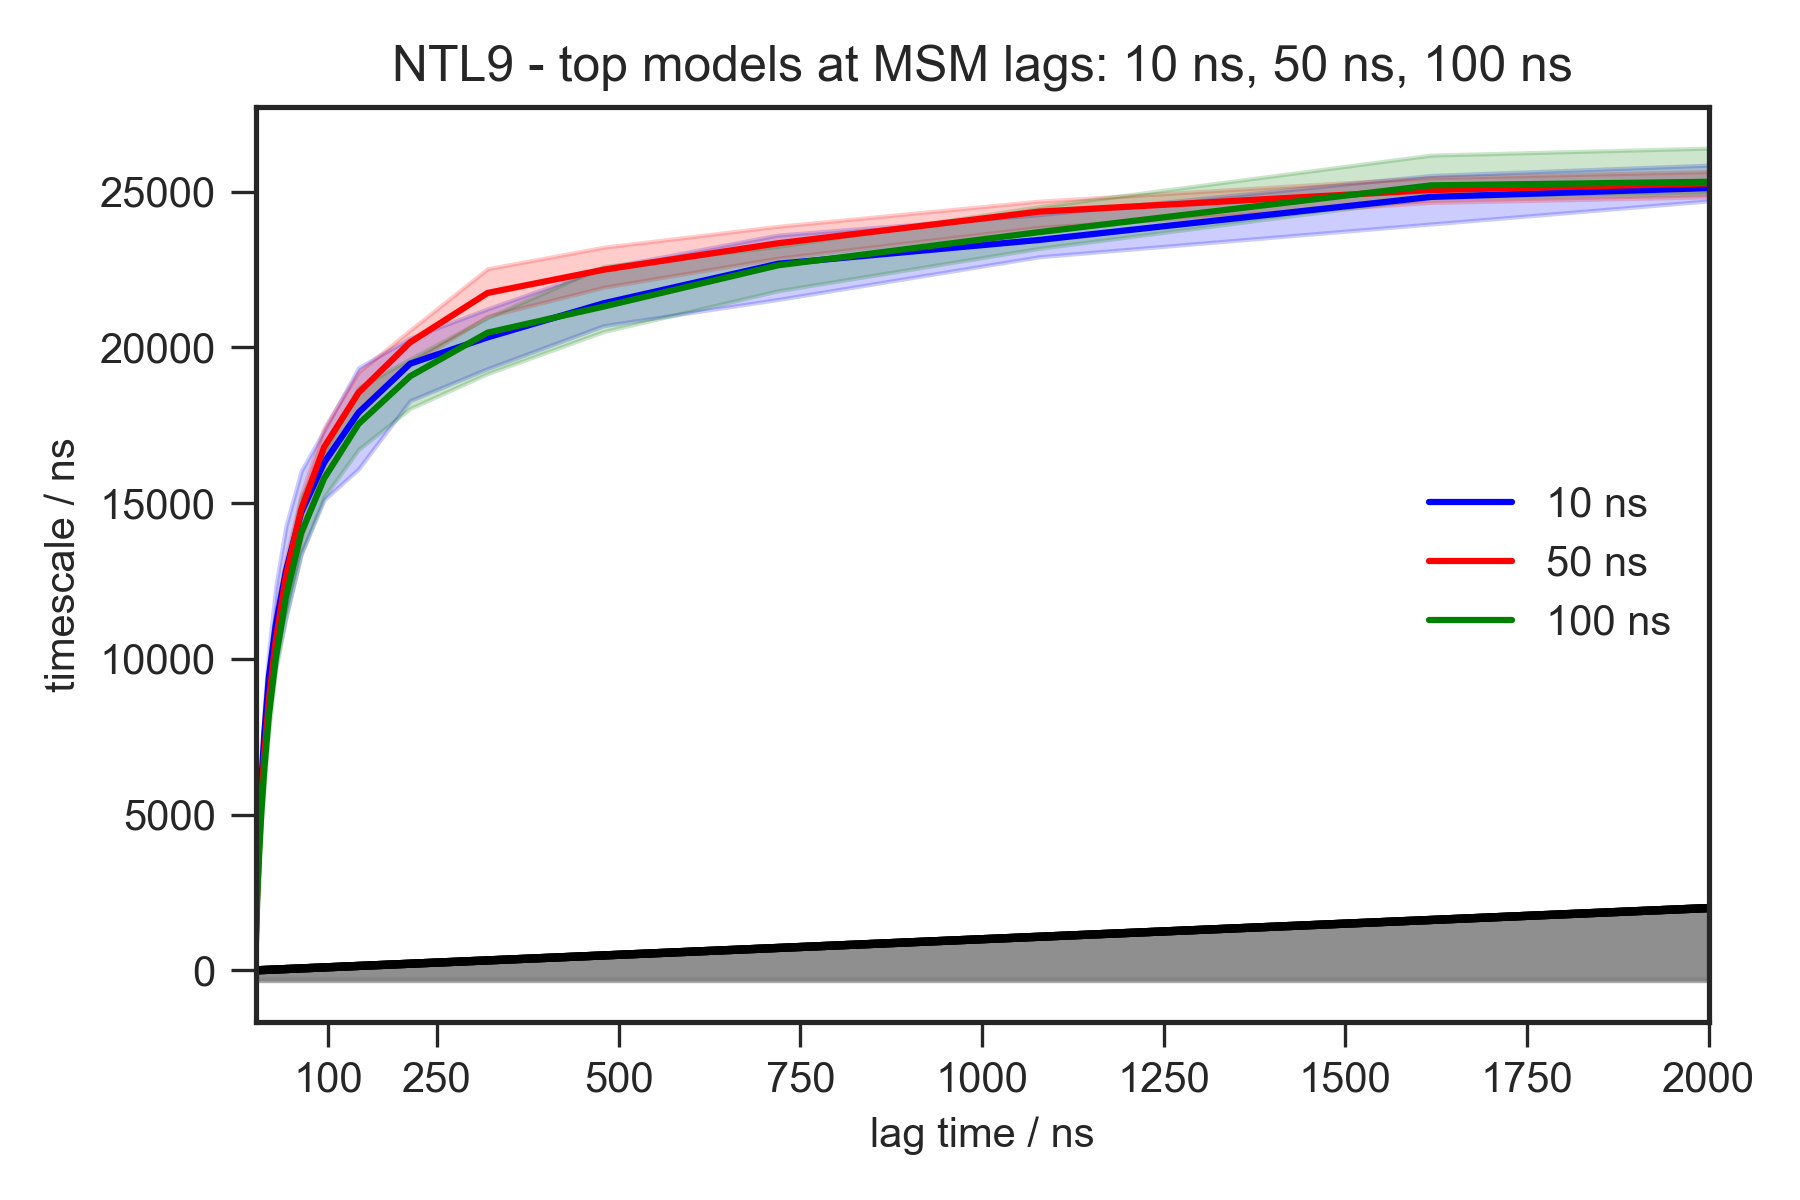 NTL9 - top models at MSM lags: 10 ns, 50 ns, 100 ns
timescale / ns
25000
20000
15000
10000
5000
0
10 ns
50 ns
100 ns
100 250 500 750 1000 1250 1500 1750 2000
lag time / ns